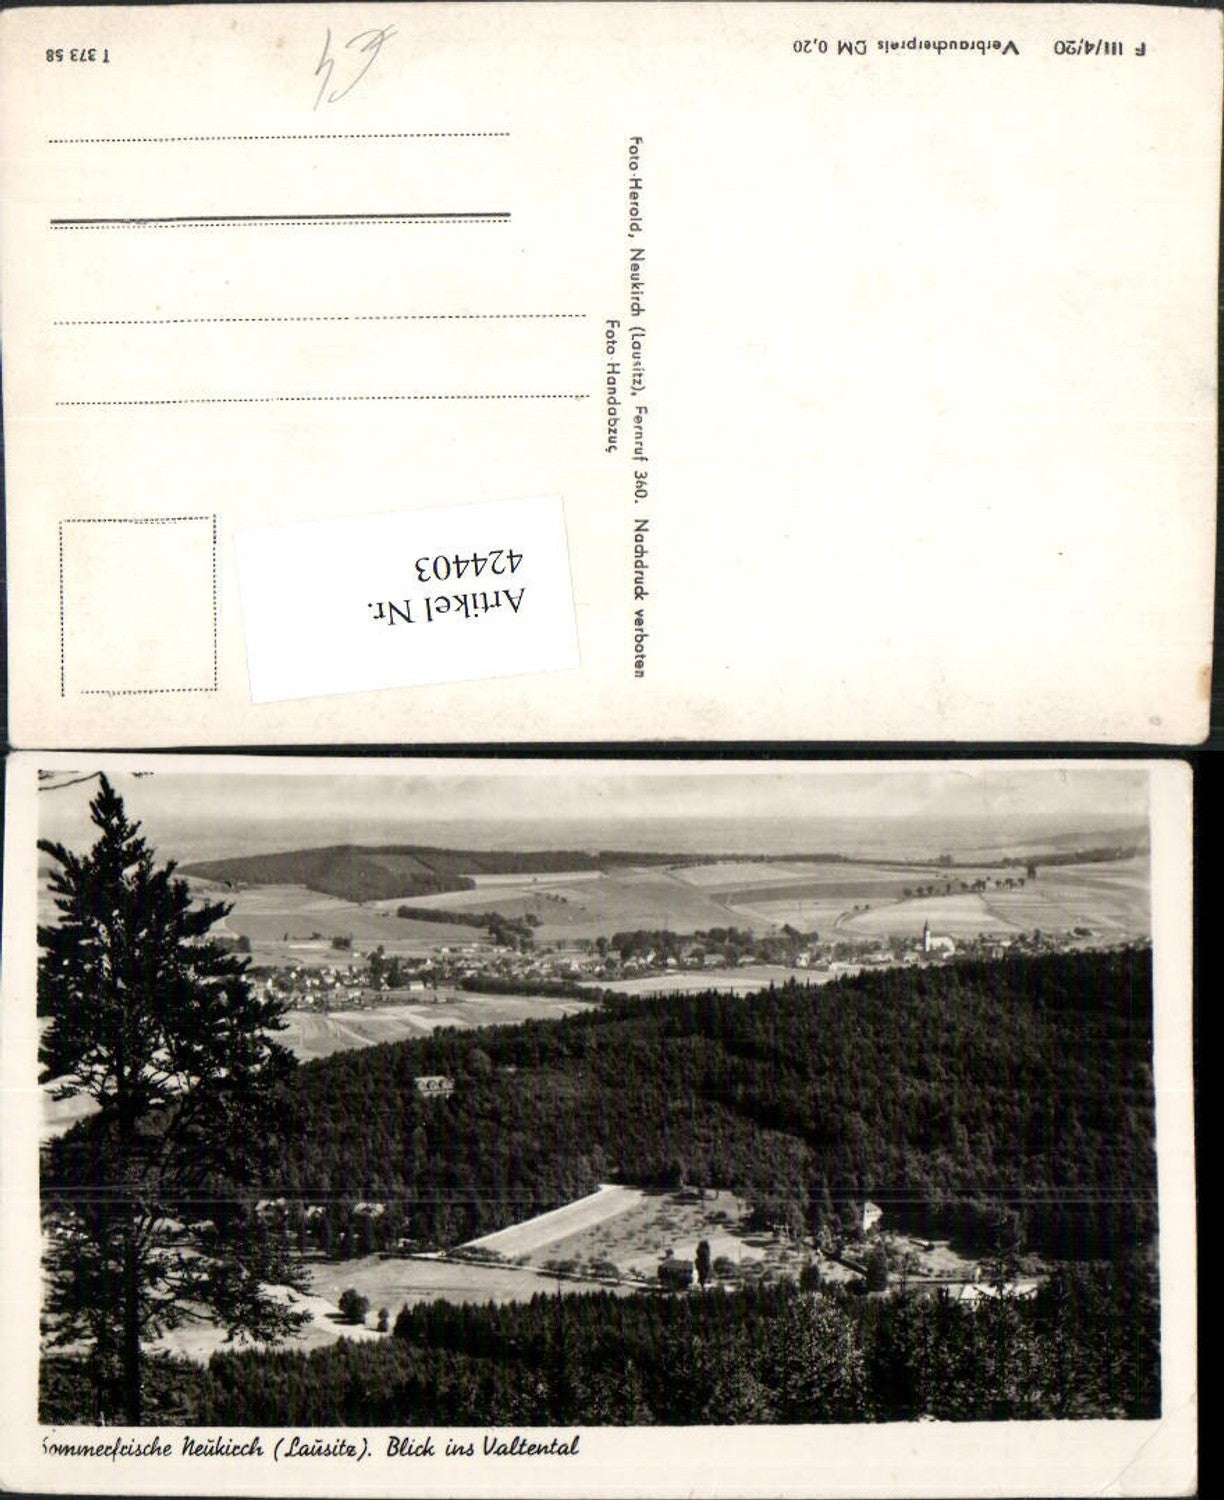 F III/4/20 Verbraucherpreis DM 0,20
T 373 58
Foto-Herold, Neukirch (Lausitz), Fernruf 360. Nachdruck verboten
Foto Handabzug
Artikel Nr.
424403
Sommerfrische Neukirch (Lausitz). Blick ins Valtental